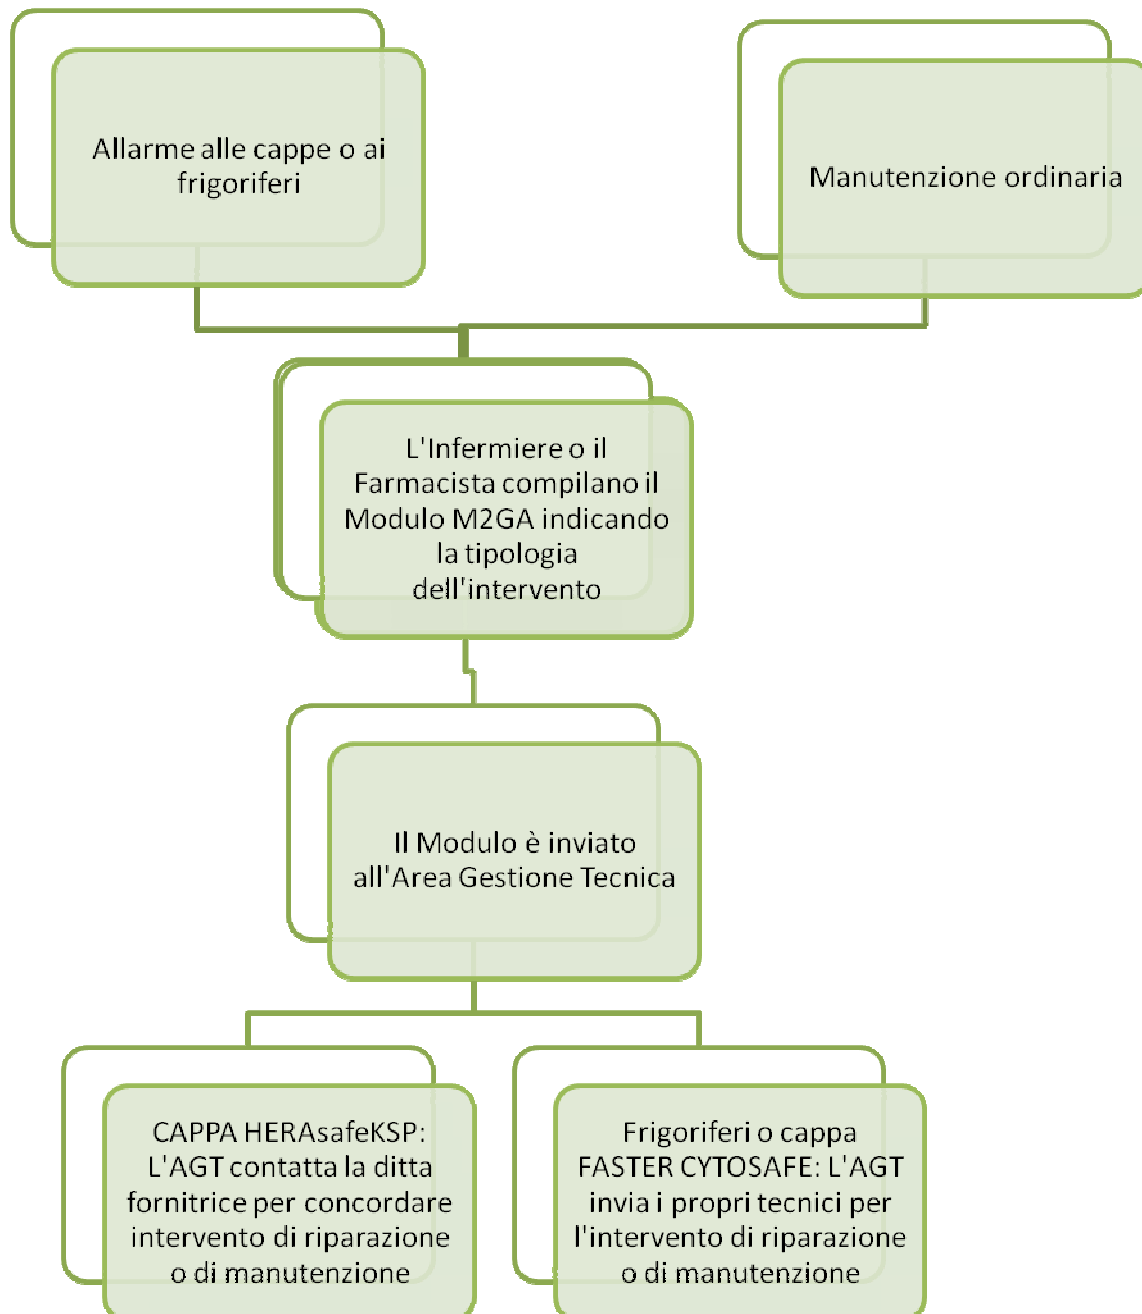 Allarme alle cappe o ai
frigoriferi
Manutenzione ordinaria
L'Infermiere o il
Farmacista compilano il
Modulo M2GA indicando
la tipologia
dell'intervento
Il Modulo è inviato
all'Area Gestione Tecnica
CAPPA HERAsafeKSP:
L'AGT contatta la ditta
fornitrice per concordare
intervento di riparazione
o di manutenzione
Frigoriferi o cappa
FASTER CYTOSAFE: L'AGT
invia i propri tecnici per
l'intervento di riparazione
o di manutenzione